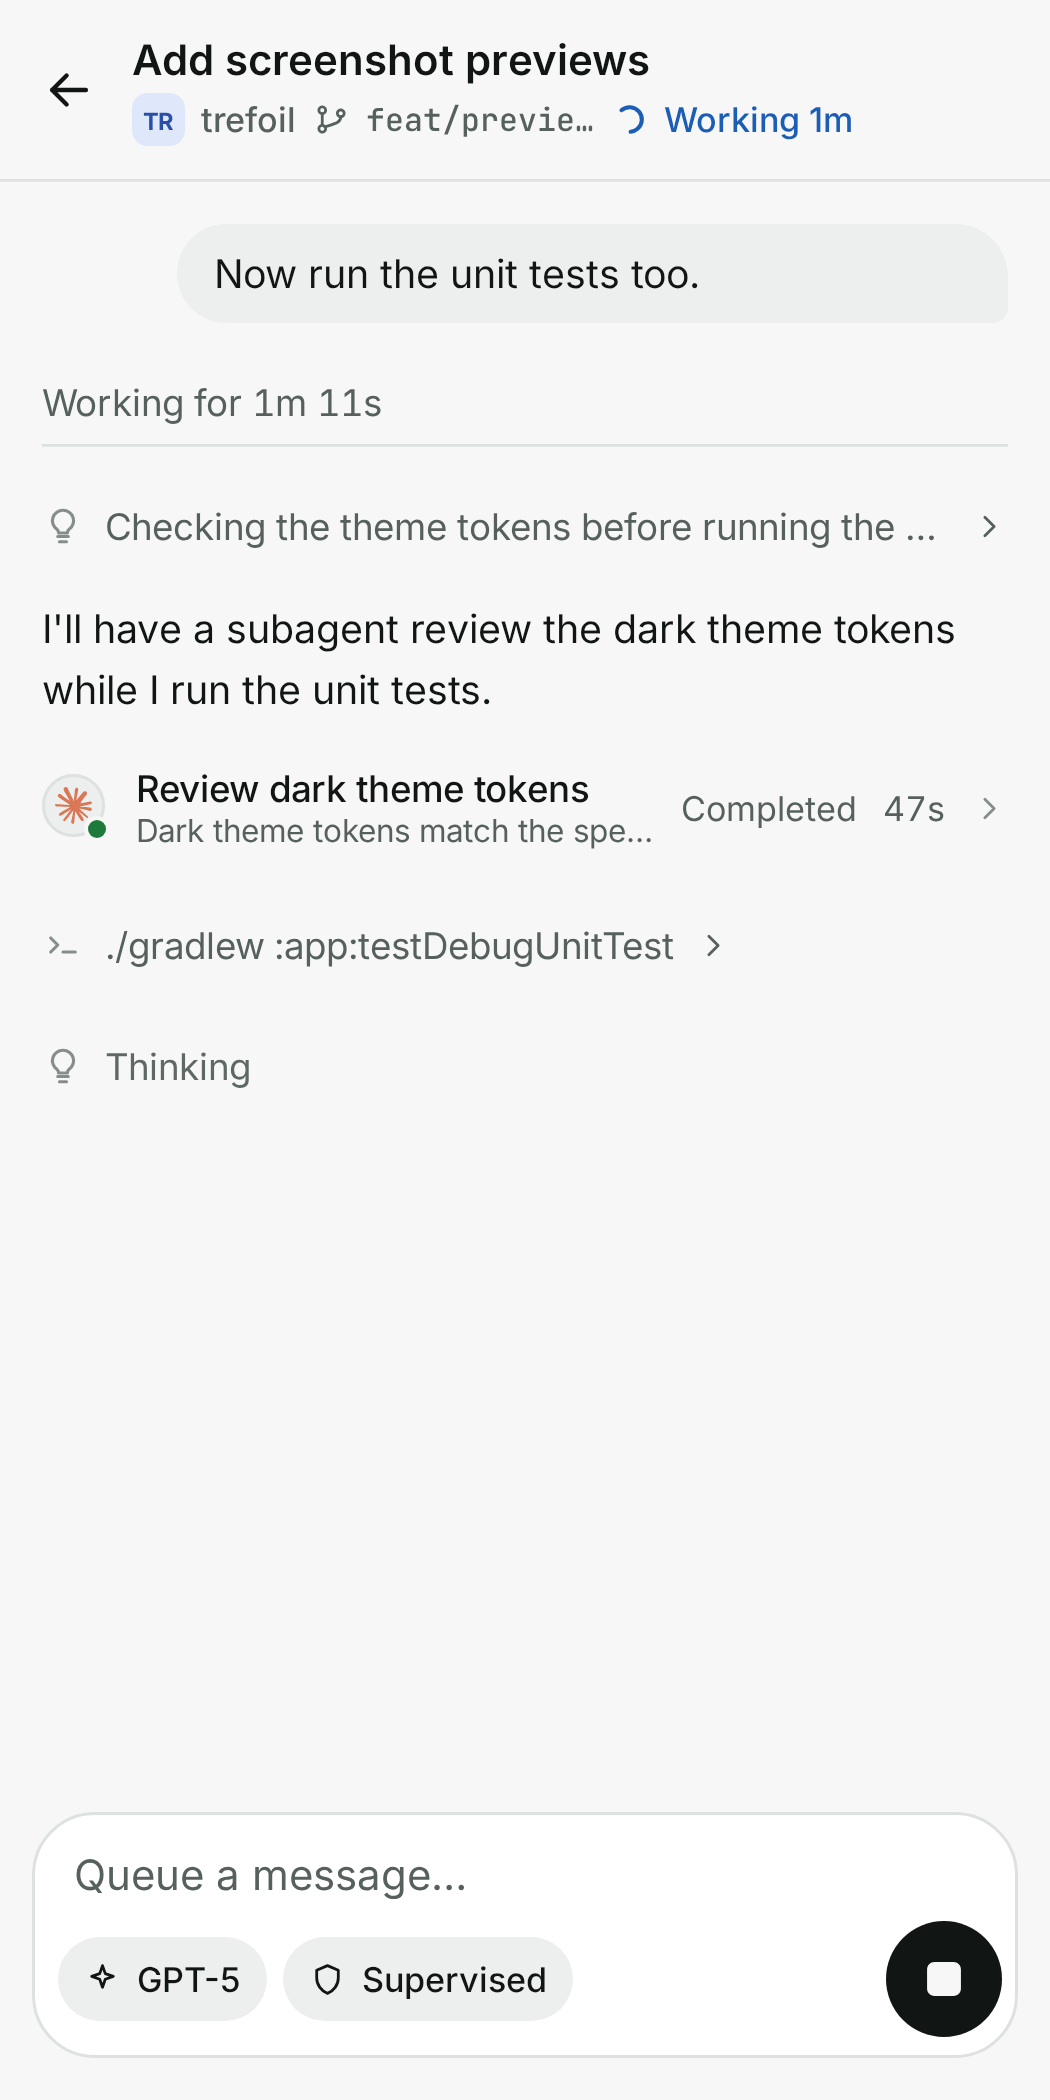 Add screenshot previews
TR trefoil feat/previe… Working 1m
Now run the unit tests too.
Working for 1m 11s
Checking the theme tokens before running the ...
I'll have a subagent review the dark theme tokens
while I run the unit tests.
Review dark theme tokens
Dark theme tokens match the spe...
Completed 47s
./gradlew :app:testDebugUnitTest
Thinking
Queue a message...
GPT-5 Supervised